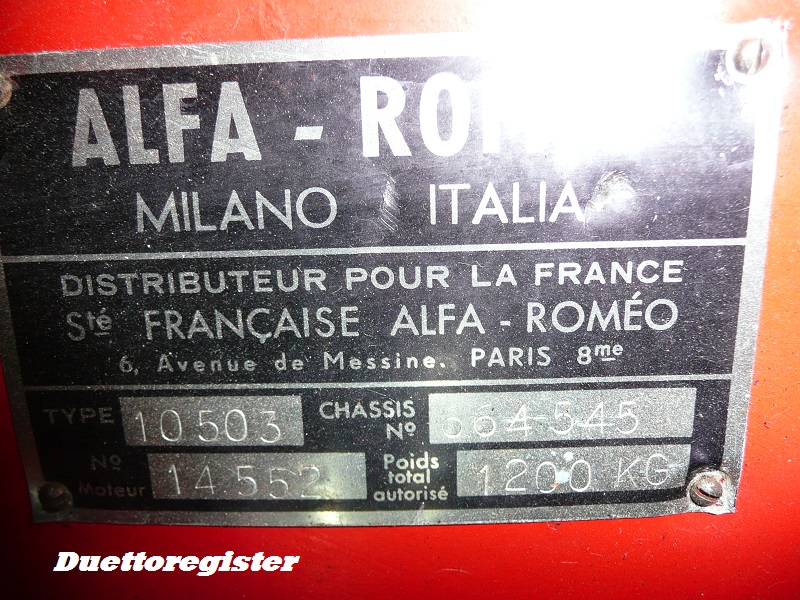 ALFA -
MILANO ITALIA
DISTRIBUTEUR POUR LA FRANCE
Sté FRANÇAISE ALFA - ROMÉO
6, Avenue de Messine. PARIS 8me
TYPE 10503 CHASSIS Nº 664545
Nº Moteur 14552 Poids total autorisé 1200 KG
Duettoregister